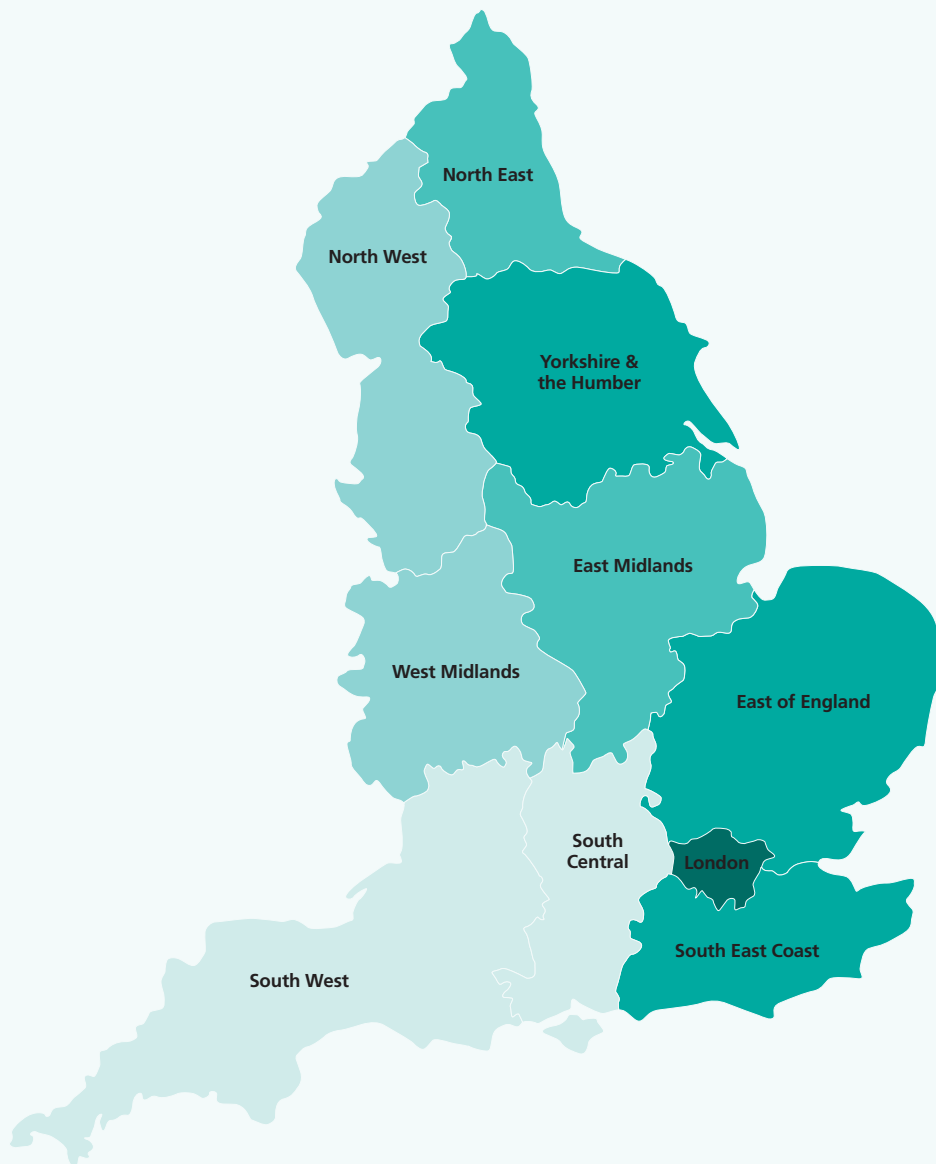 North East
North West
Yorkshire &
the Humber
East Midlands
West Midlands
East of England
South
Central
London
South East Coast
South West